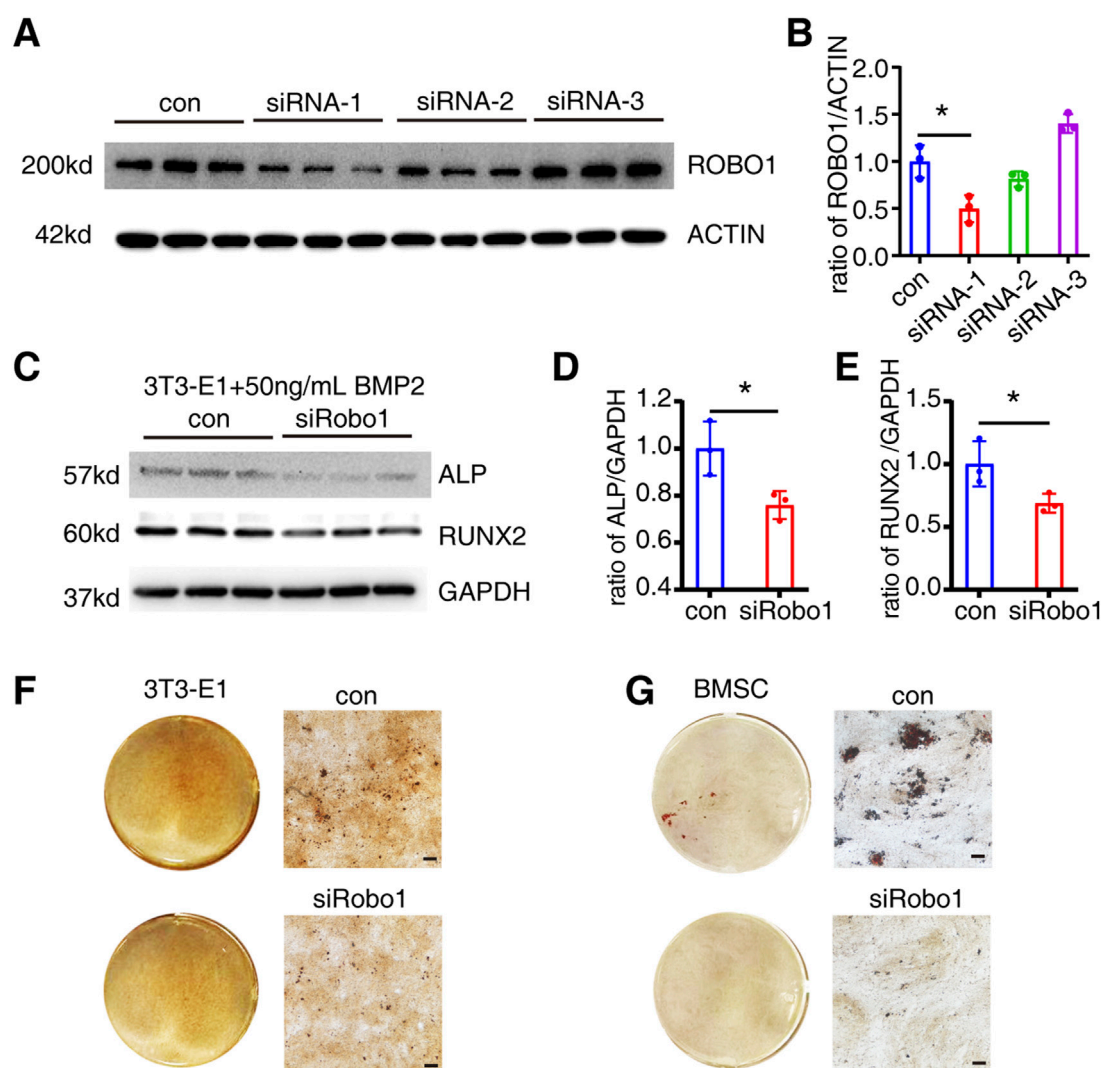 A
con siRNA-1 siRNA-2 siRNA-3
200kd ROBO1
42kd ACTIN
B
ratio of ROBO1/ACTIN
2.0
1.5
1.0
0.5
0.0
*
con siRNA-1 siRNA-2 siRNA-3
C
3T3-E1+50ng/mL BMP2
con siRobo1
57kd ALP
60kd RUNX2
37kd GAPDH
D
ratio of ALP/GAPDH
1.2
1.0
0.8
0.6
0.4
*
con siRobo1
E
ratio of RUNX2 /GAPDH
1.5
1.0
0.5
0.0
*
con siRobo1
F
3T3-E1
con
siRobo1
G
BMSC
con
siRobo1